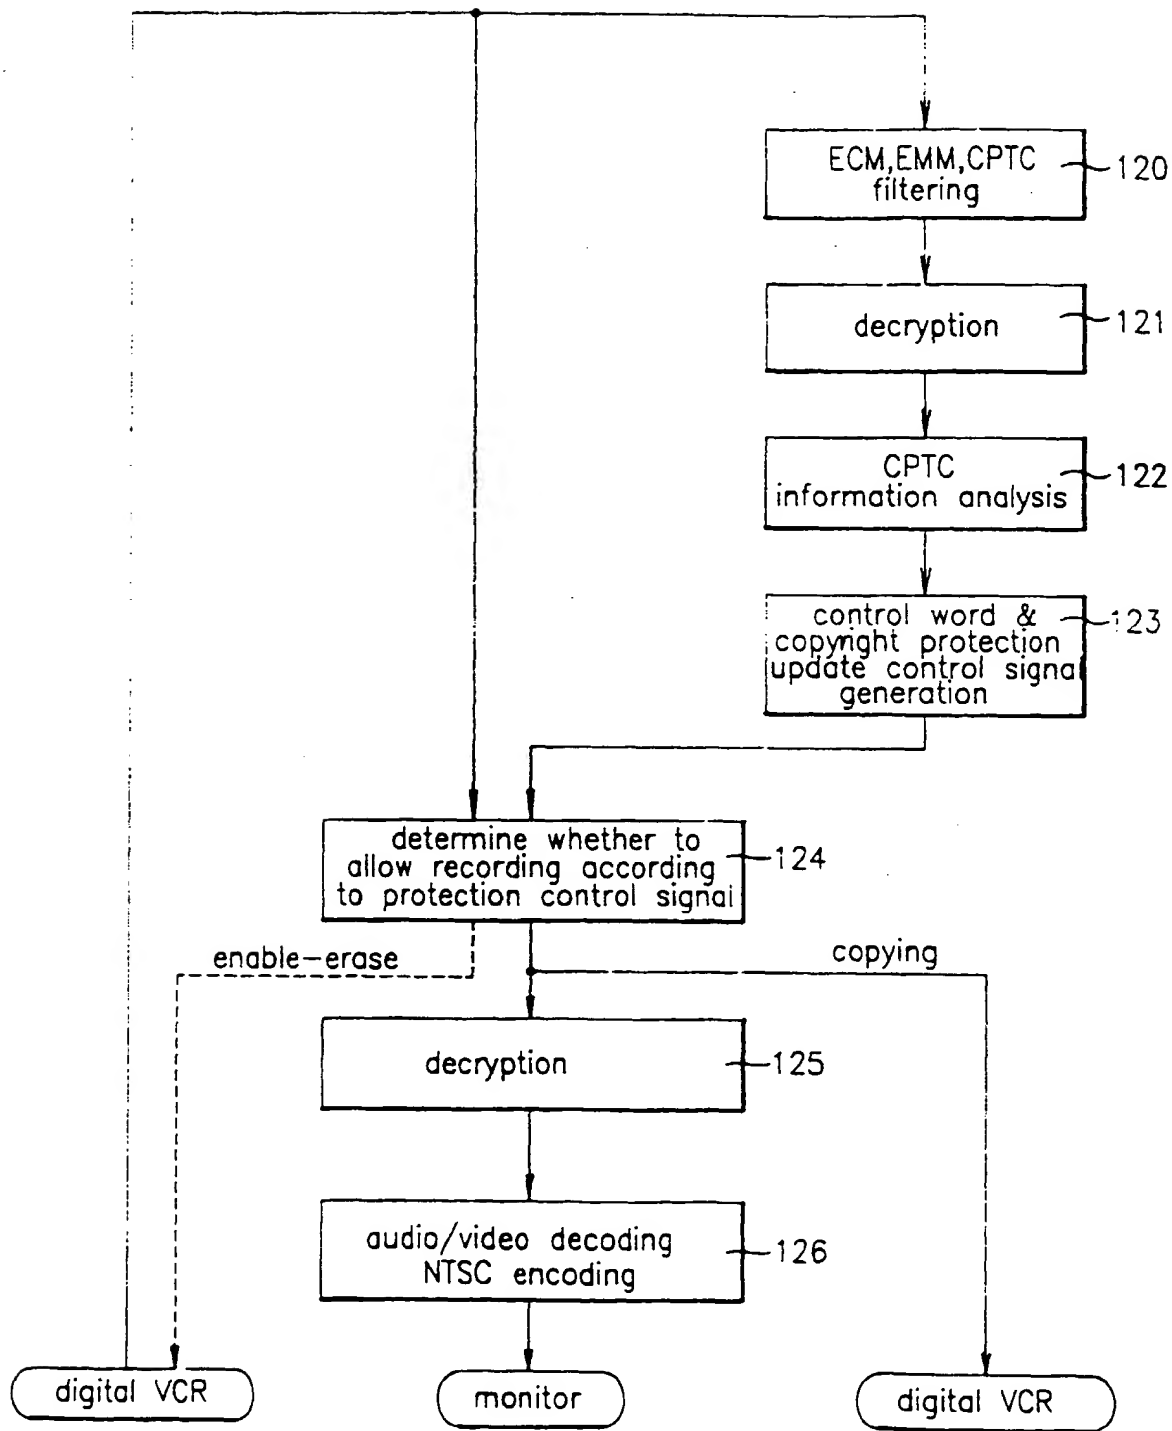 ECM,EMM,CPTC
filtering
120
decryption
121
CPTC
information analysis
122
control word &
copyright protection
update control signal
generation
123
determine whether to
allow recording according
to protection control signal
124
enable-erase
copying
decryption
125
audio/video decoding
NTSC encoding
126
digital VCR
monitor
digital VCR